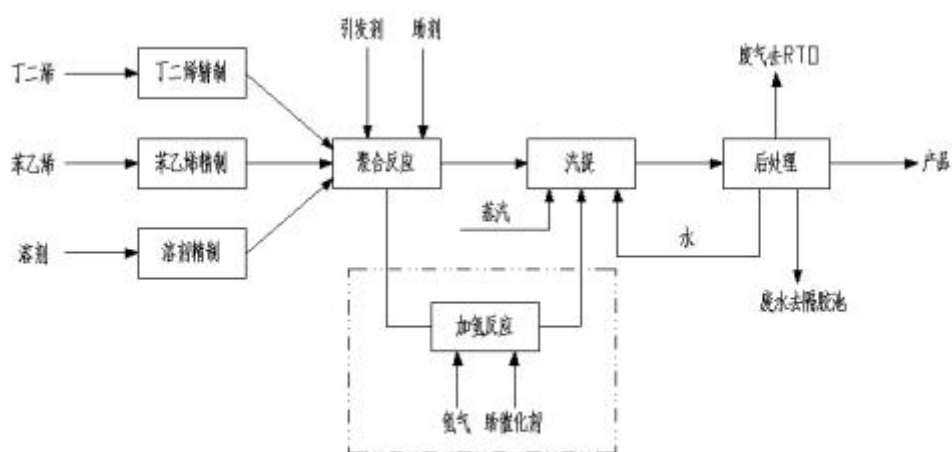 引发剂 助剂
废气去RTO
丁二烯 丁二烯精制
苯乙烯 苯乙烯精制 聚合反应 汽提 后处理 产品
蒸汽 水
溶剂 溶剂精制
废水去隔胶池
加氢反应
氢气 助催化剂